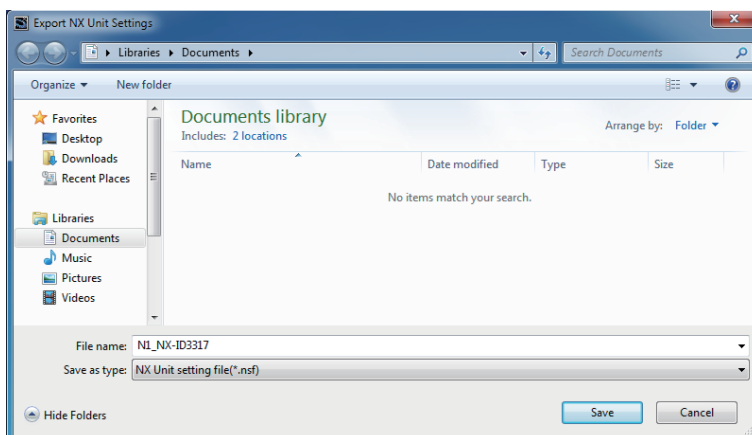 Export NX Unit Settings
Libraries Documents
Search Documents
Organize New folder
Favorites
Desktop
Downloads
Recent Places
Libraries
Documents
Music
Pictures
Videos
Documents library
Includes: 2 locations
Arrange by: Folder
Name Date modified Type Size
No items match your search.
File name: N1_NX-ID3317
Save as type: NX Unit setting file(*.nsf)
Hide Folders
Save Cancel